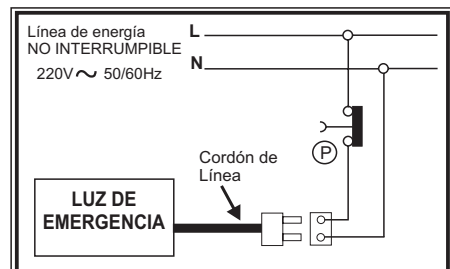 Línea de energía
NO INTERRUMPIBLE
220V~ 50/60Hz
L
N
P
Cordón de
Línea
LUZ DE
EMERGENCIA